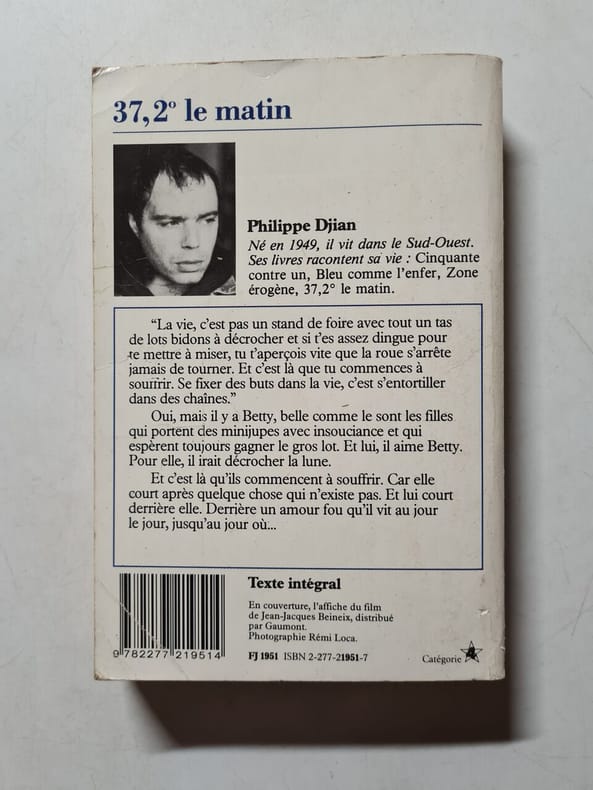 37,2° le matin
Philippe Djian
Né en 1949, il vit dans le Sud-Ouest.
Ses livres racontent sa vie : Cinquante
contre un, Bleu comme l'enfer, Zone
érogène, 37,2° le matin.
“La vie, c'est pas un stand de foire avec tout un tas
de lots bidons à décrocher et si t'es assez dingue pour
te mettre à miser, tu t'aperçois vite que la roue s'arrête
jamais de tourner. Et c'est là que tu commences à
souffrir. Se fixer des buts dans la vie, c'est s'entortiller
dans des chaînes.”
Oui, mais il y a Betty, belle comme le sont les filles
qui portent des minijupes avec insouciance et qui
espèrent toujours gagner le gros lot. Et lui, il aime Betty.
Pour elle, il irait décrocher la lune.
Et c'est là qu'ils commencent à souffrir. Car elle
court après quelque chose qui n'existe pas. Et lui court
derrière elle. Derrière un amour fou qu'il vit au jour
le jour, jusqu'au jour où...
Texte intégral
En couverture, l'affiche du film
de Jean-Jacques Beineix, distribué
par Gaumont.
Photographie Rémi Loca.
9 782277 219514
FJ 1951 ISBN 2-277-21951-7
Catégorie 4